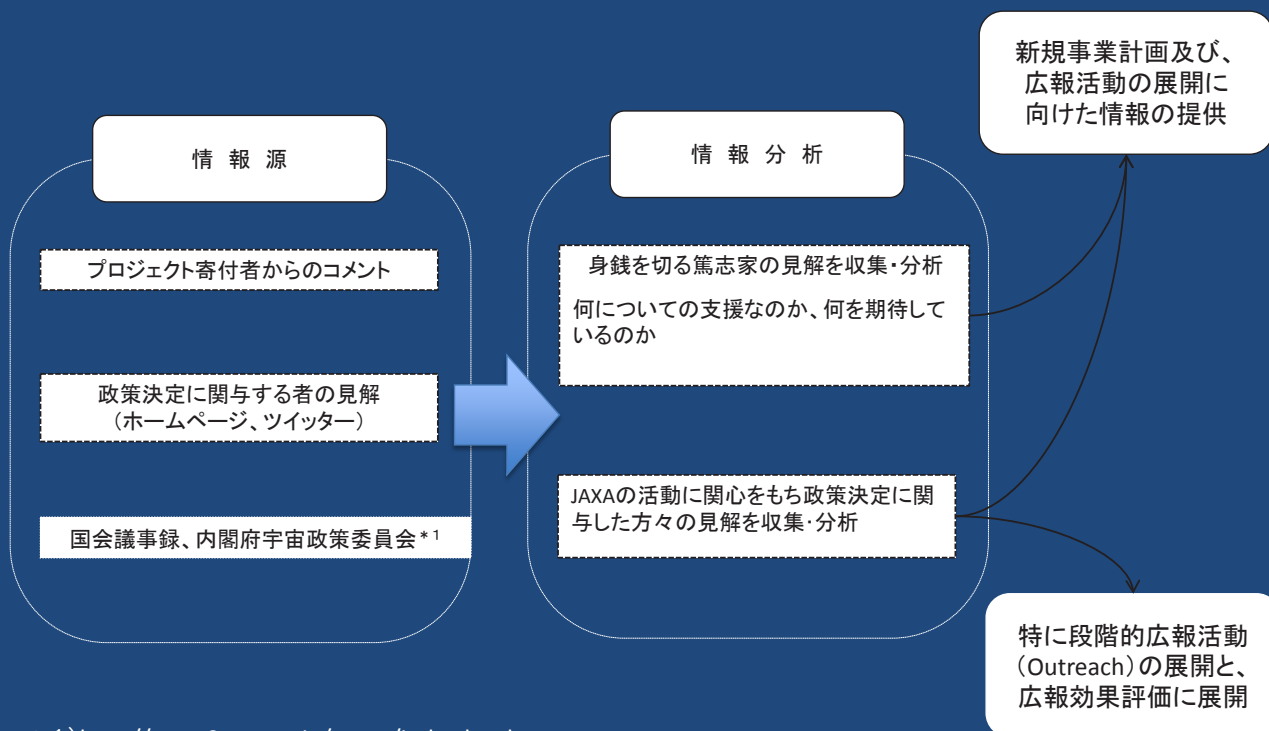 新規事業計画及び、
広報活動の展開に
向けた情報の提供
情 報 源
プロジェクト寄付者からのコメント
政策決定に関与する者の見解
(ホームページ、ツイッター)
国会議事録、内閣府宇宙政策委員会*1
情 報 分 析
身銭を切る篤志家の見解を収集・分析
何についての支援なのか、何を期待して
いるのか
JAXAの活動に関心をもち政策決定に関
与した方々の見解を収集・分析
特に段階的広報活動
(Outreach)の展開と、
広報効果評価に展開